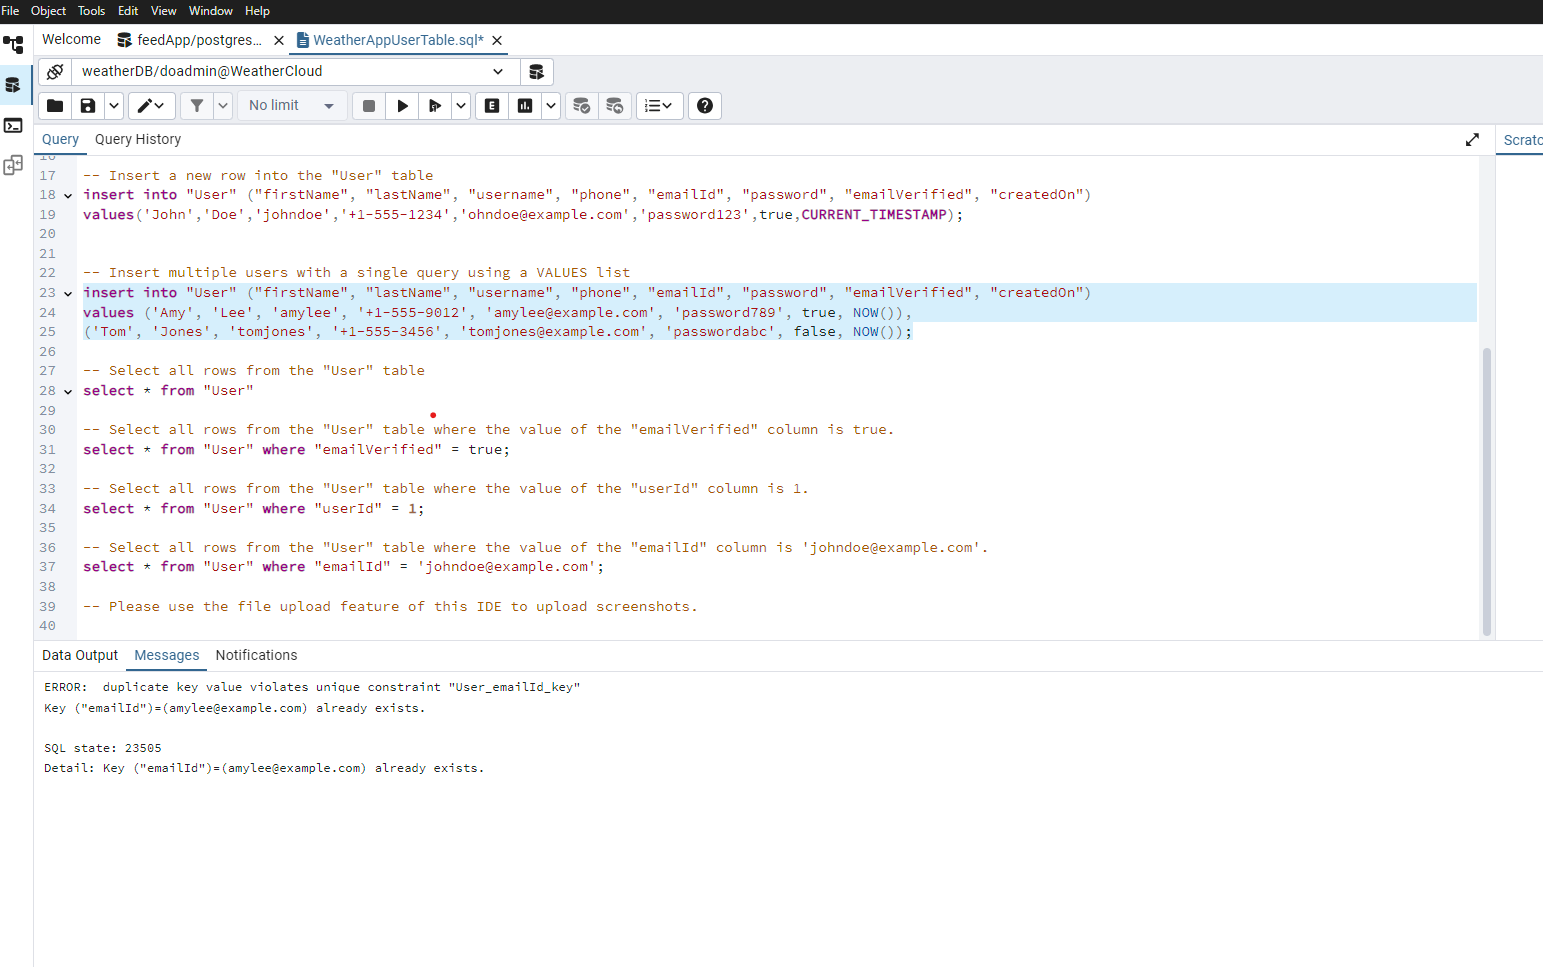 File Object Tools Edit View Window Help
Welcome feedApp/postgres... WeatherAppUserTable.sql*
weatherDB/doadmin@WeatherCloud
No limit
Query Query History Scratc
16
17 -- Insert a new row into the "User" table
18 insert into "User" ("firstName", "lastName", "username", "phone", "emailId", "password", "emailVerified", "createdOn")
19 values('John','Doe','johndoe','+1-555-1234','ohndoe@example.com','password123',true,CURRENT_TIMESTAMP);
20
21
22 -- Insert multiple users with a single query using a VALUES list
23 insert into "User" ("firstName", "lastName", "username", "phone", "emailId", "password", "emailVerified", "createdOn")
24 values ('Amy', 'Lee', 'amylee', '+1-555-9012', 'amylee@example.com', 'password789', true, NOW()),
25 ('Tom', 'Jones', 'tomjones', '+1-555-3456', 'tomjones@example.com', 'passwordabc', false, NOW());
26
27 -- Select all rows from the "User" table
28 select * from "User"
29
30 -- Select all rows from the "User" table where the value of the "emailVerified" column is true.
31 select * from "User" where "emailVerified" = true;
32
33 -- Select all rows from the "User" table where the value of the "userId" column is 1.
34 select * from "User" where "userId" = 1;
35
36 -- Select all rows from the "User" table where the value of the "emailId" column is 'johndoe@example.com'.
37 select * from "User" where "emailId" = 'johndoe@example.com';
38
39 -- Please use the file upload feature of this IDE to upload screenshots.
40
Data Output Messages Notifications
ERROR:  duplicate key value violates unique constraint "User_emailId_key"
Key ("emailId")=(amylee@example.com) already exists.
SQL state: 23505
Detail: Key ("emailId")=(amylee@example.com) already exists.